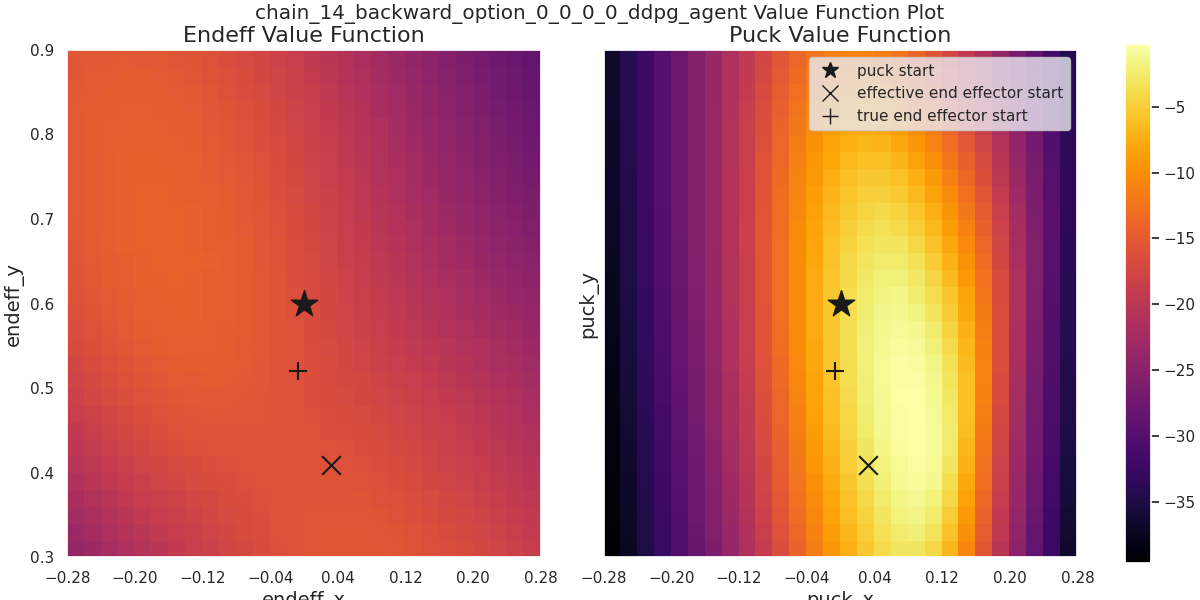 chain_14_backward_option_0_0_0_0_ddpg_agent Value Function Plot
Endeff Value Function
Puck Value Function
puck start
effective end effector start
true end effector start
0.9
0.8
0.7
0.6
0.5
0.4
0.3
endeff_y
−0.28 −0.20 −0.12 −0.04 0.04 0.12 0.20 0.28
endeff_x
puck_y
−0.28 −0.20 −0.12 −0.04 0.04 0.12 0.20 0.28
puck_x
−5
−10
−15
−20
−25
−30
−35